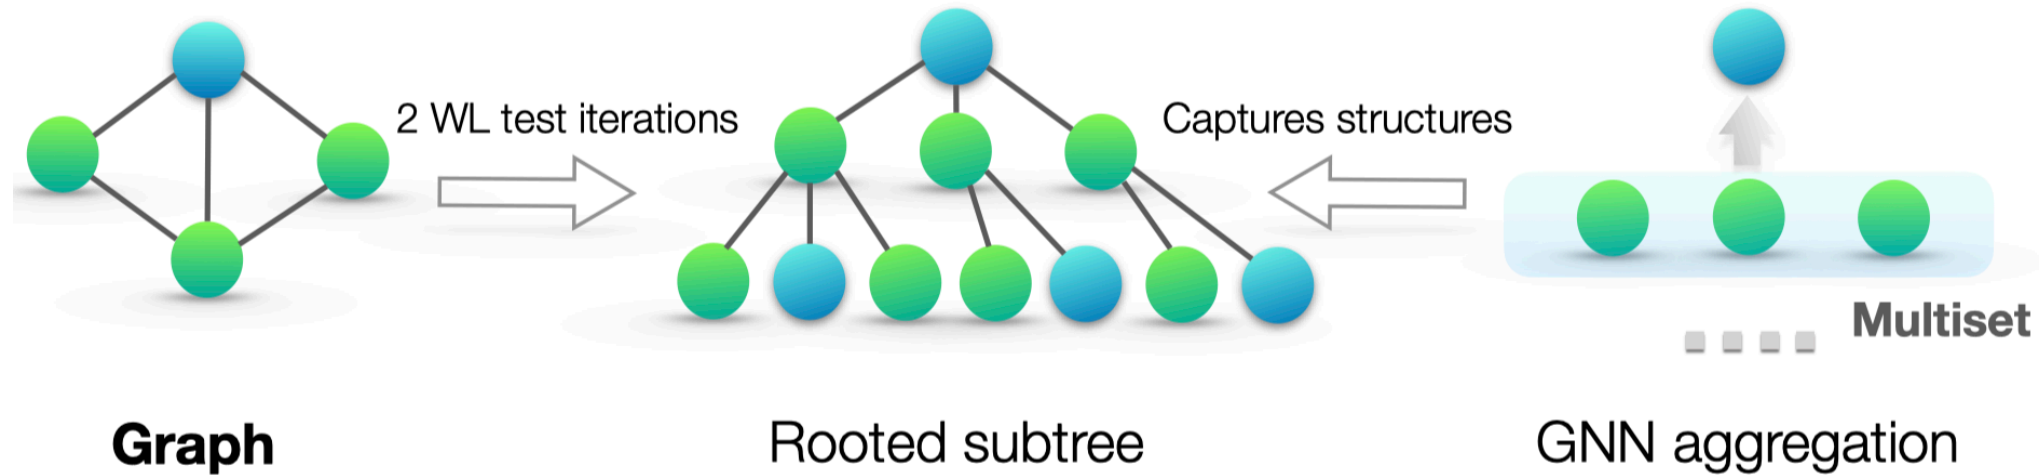 2 WL test iterations
Captures structures
Multiset
Graph
Rooted subtree
GNN aggregation